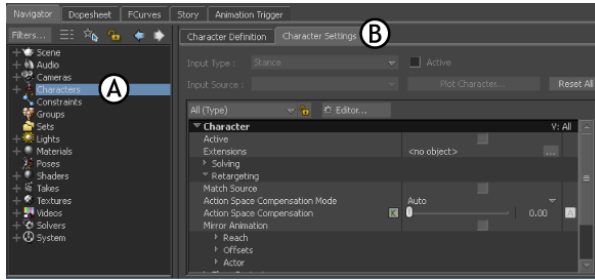 Navigator Dopesheet FCurves Story Animation Trigger
Filters...
Character Definition Character Settings B
Input Type : Stance Active
Input Source : Plot Character... Reset All
All (Type) Editor...
Scene
Audio
Cameras
Characters A
Constraints
Groups
Sets
Lights
Materials
Poses
Shaders
Takes
Textures
Videos
Solvers
System
Character Y: All
Active
Extensions <no object> ...
Solving
Retargeting
Match Source
Action Space Compensation Mode Auto
Action Space Compensation K 0.00 A
Mirror Animation
Reach
Offsets
Actor